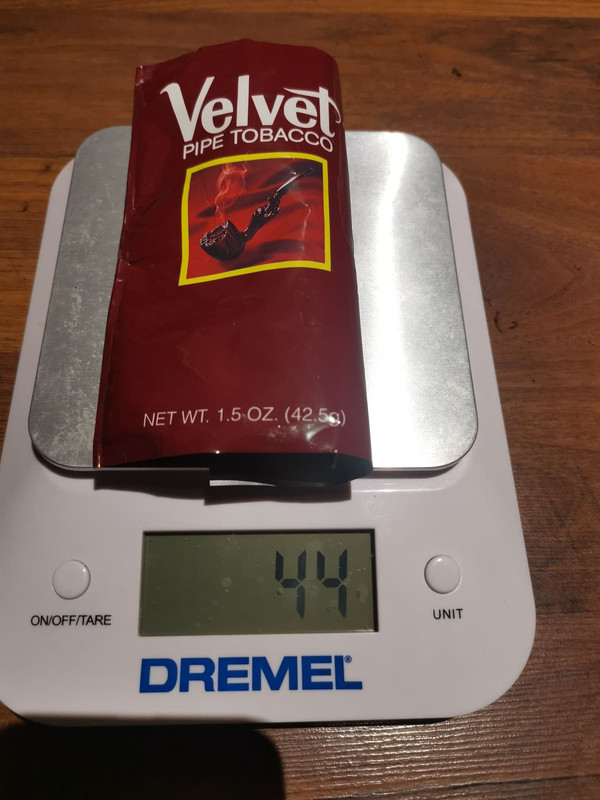 Velvet
PIPE TOBACCO
NET WT. 1.5 OZ. (42.5g)
44
ON/OFF/TARE
UNIT
DREMEL®